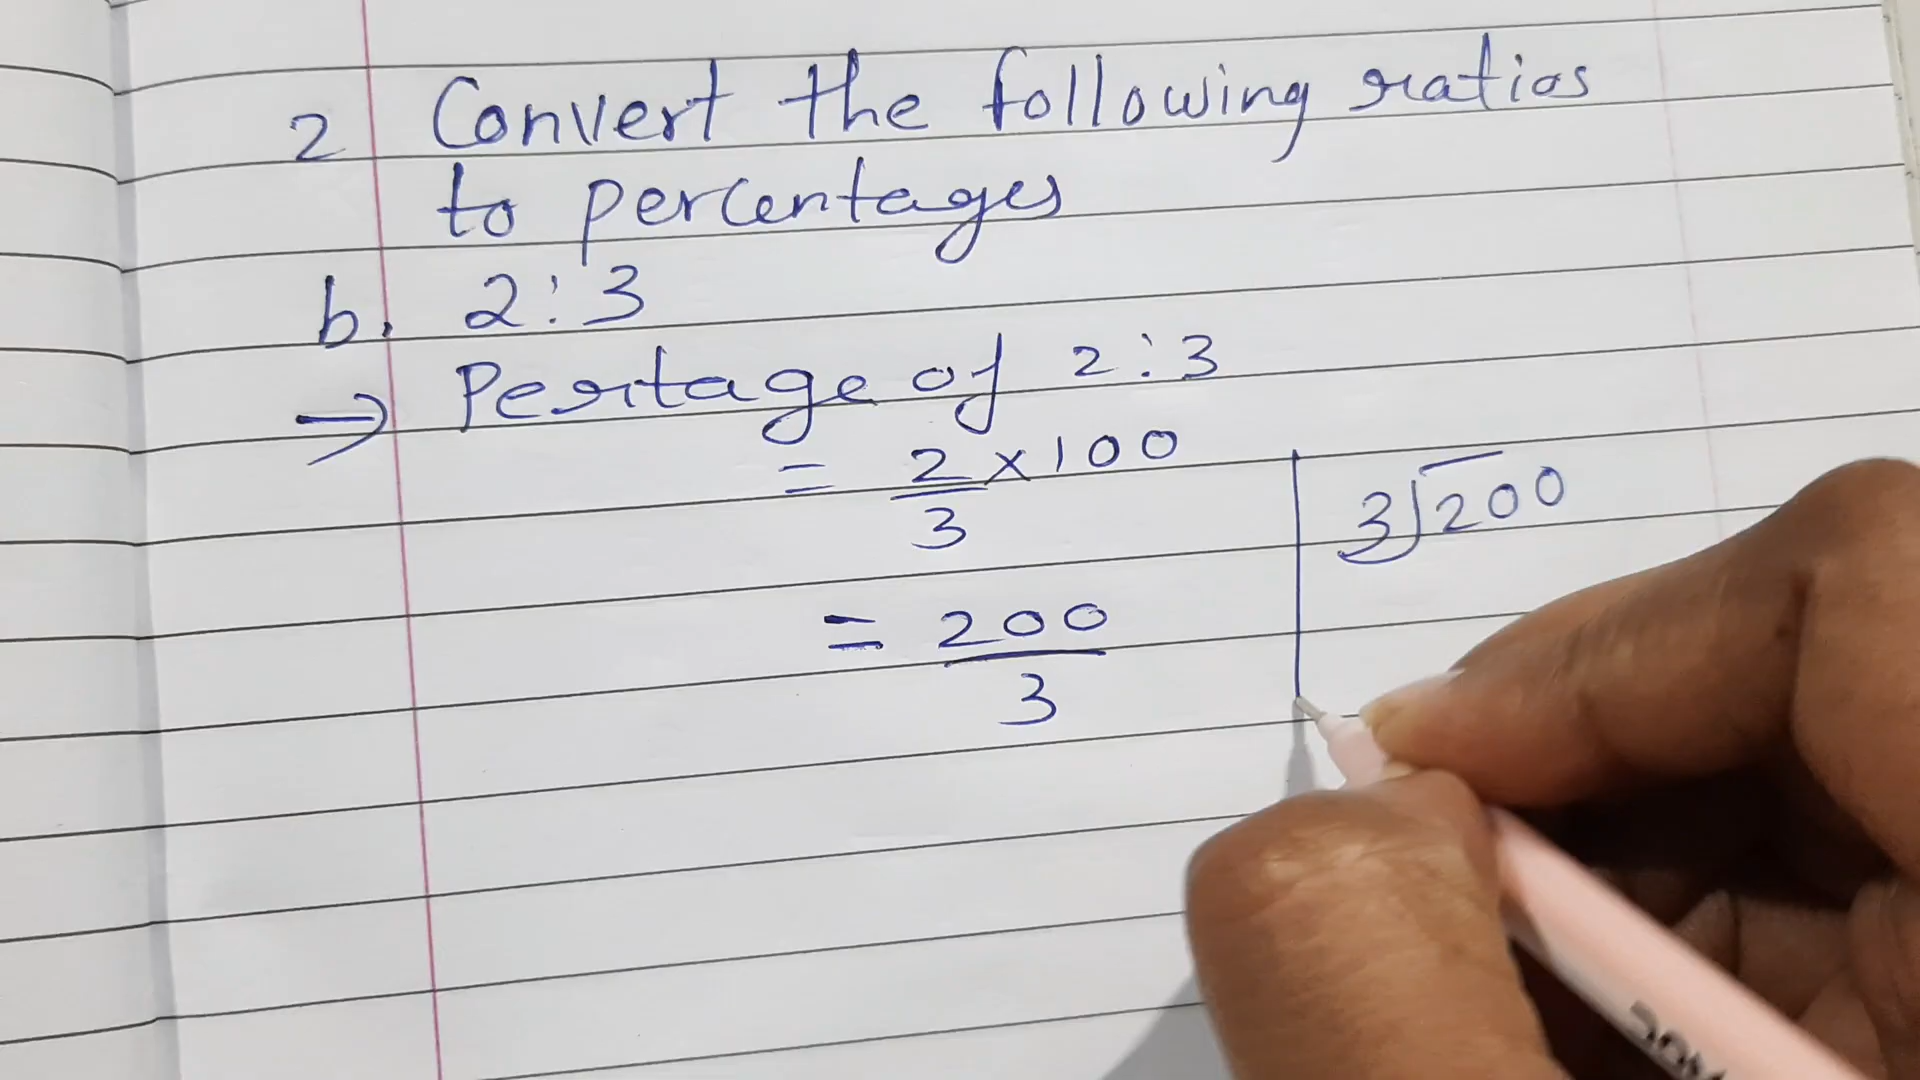 2 Convert the following ratios
to percentages
b. 2:3
→ Pertage of 2:3
= 2/3 × 100
3)200
= 200/3